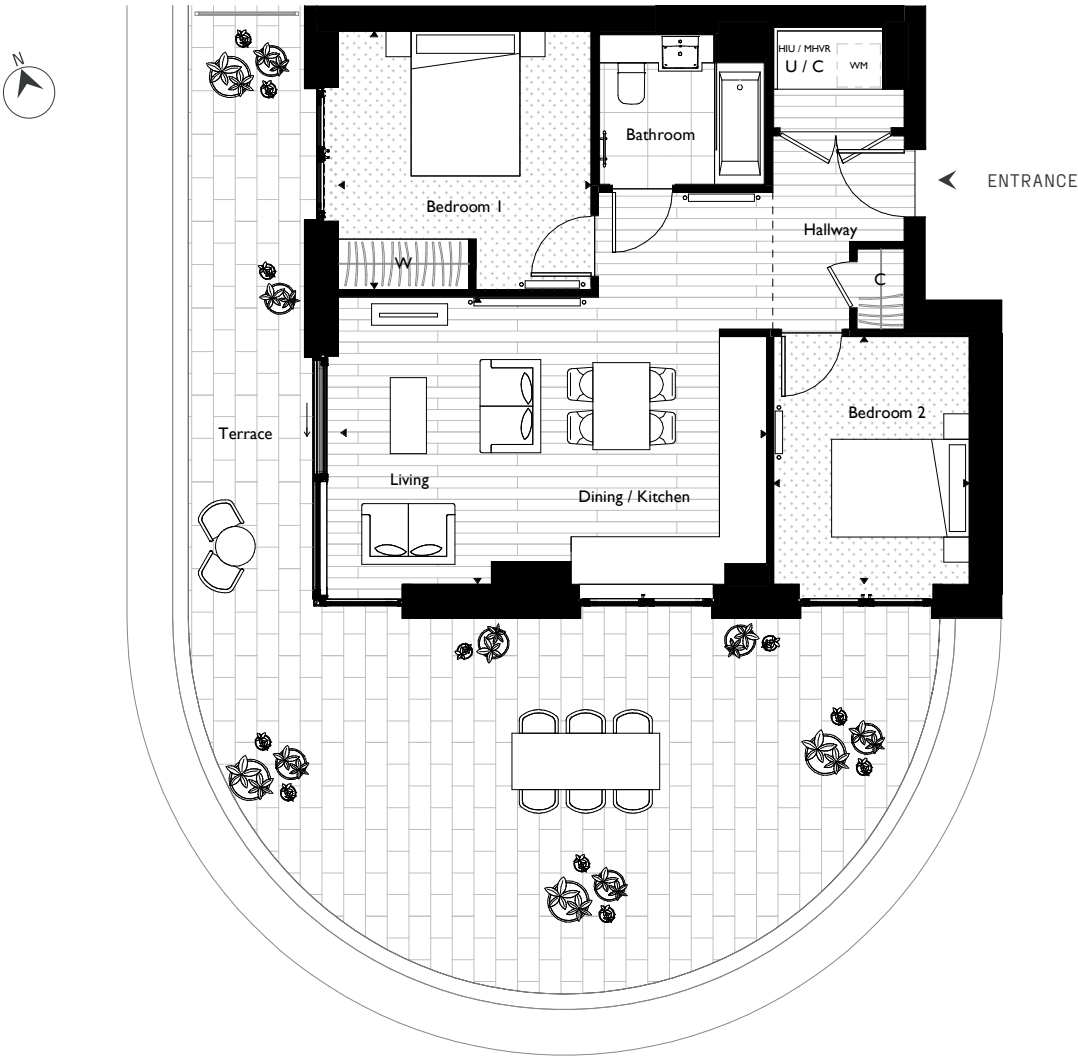 N
HIU / MHVR
U / C
WM
Bathroom
ENTRANCE
Bedroom 1
Hallway
W
C
Bedroom 2
Terrace
Living
Dining / Kitchen